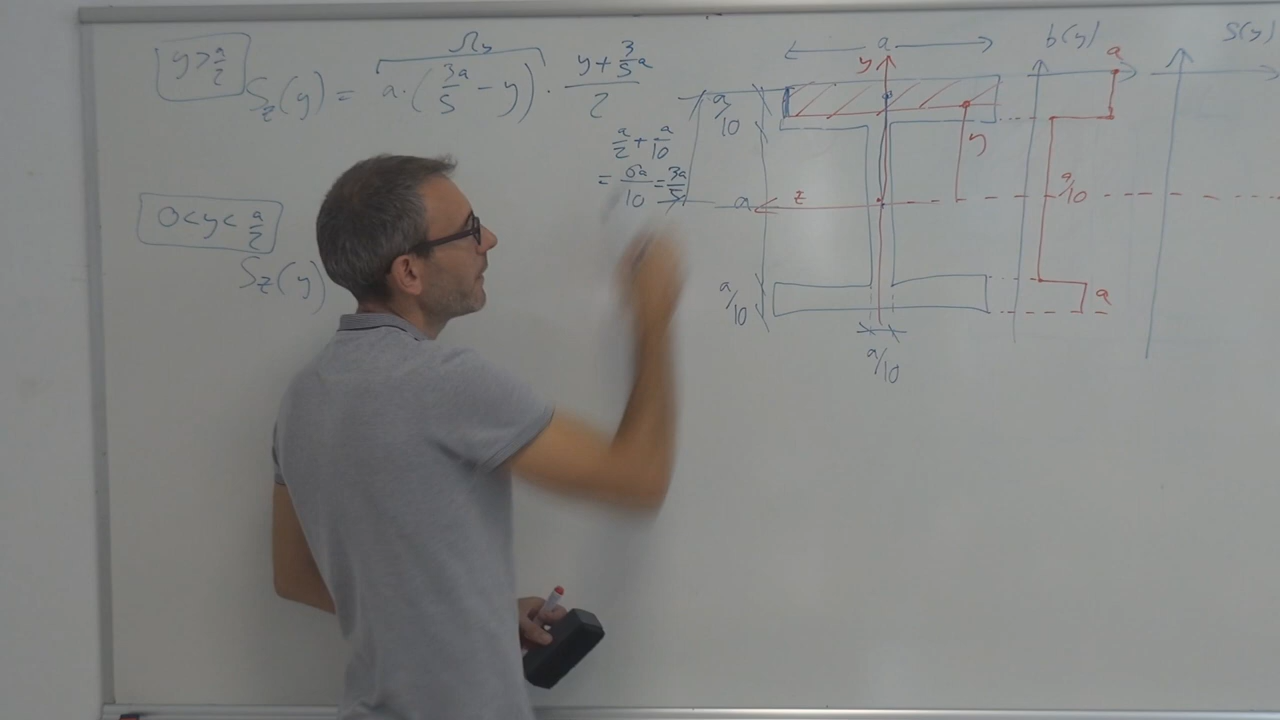 y > a/2
S_z(y) = a·(3a/5 − y) · (y + 3/5 a)/2
Ω_y
a/2 + a/10
= 6a/10 = 3a/5
0 < y < a/2
S_z(y)
a
y
a/10
y
a
z
a/10
a/10
b(y)
a
a/10
a
S(y)